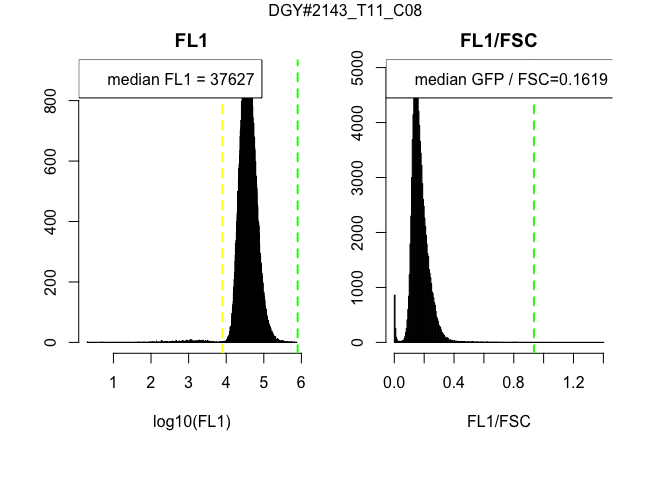 DGY#2143_T11_C08
FL1
median FL1 = 37627
0 200 400 600 800
1 2 3 4 5 6
log10(FL1)
FL1/FSC
median GFP / FSC=0.1619
0 1000 2000 3000 4000 5000
0.0 0.4 0.8 1.2
FL1/FSC